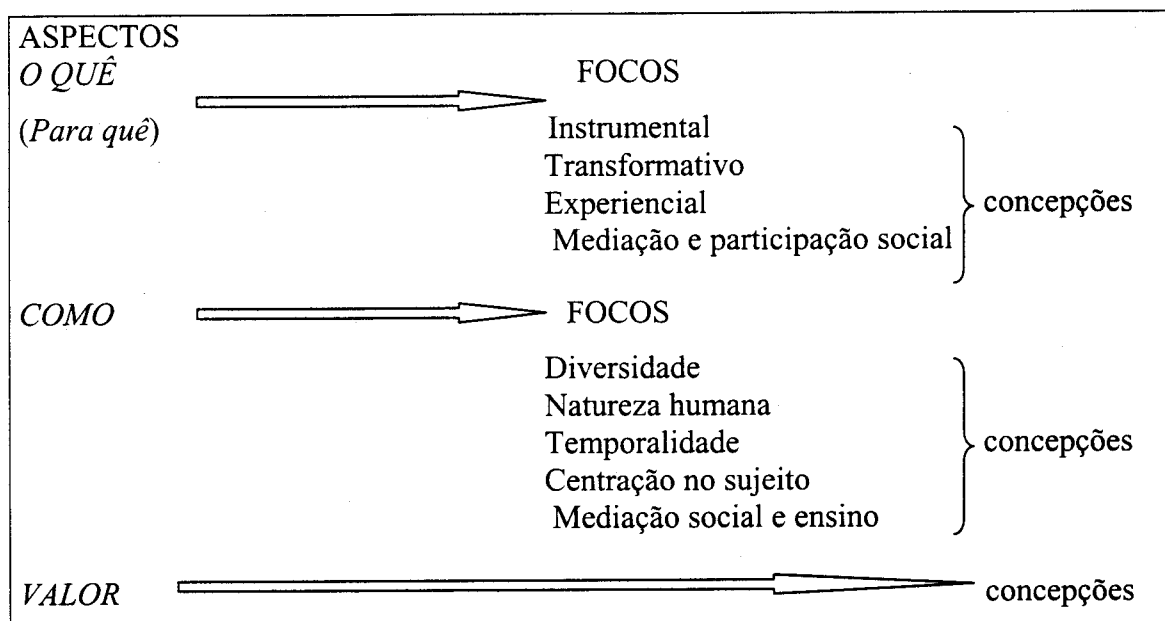 ASPECTOS
O QUÊ FOCOS
(Para quê) Instrumental
Transformativo
Experiencial concepções
Mediação e participação social
COMO FOCOS
Diversidade
Natureza humana
Temporalidade concepções
Centração no sujeito
Mediação social e ensino
VALOR concepções